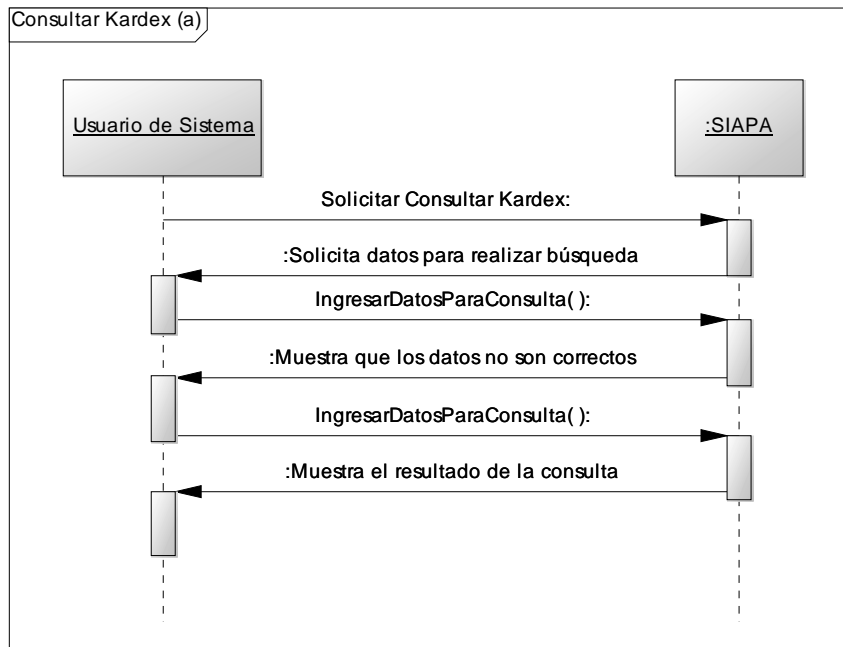 Consultar Kardex (a)
Usuario de Sistema
:SIAPA
Solicitar Consultar Kardex:
:Solicita datos para realizar búsqueda
IngresarDatosParaConsulta( ):
:Muestra que los datos no son correctos
IngresarDatosParaConsulta( ):
:Muestra el resultado de la consulta